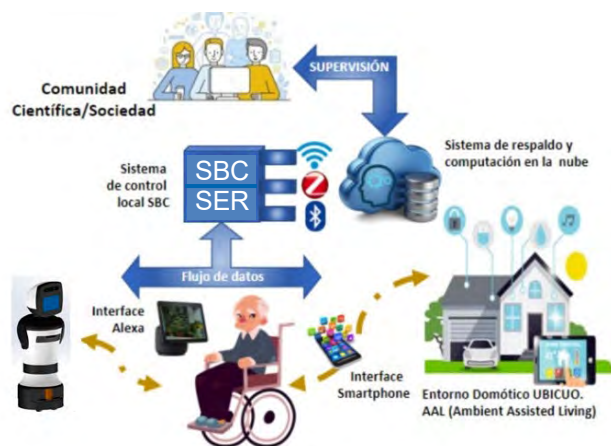 Comunidad
Científica/Sociedad
SUPERVISIÓN
Sistema de respaldo y
computación en la nube
Sistema
de control
local SBC
SBC
SER
Flujo de datos
Interface
Alexa
Interface
Smartphone
Entorno Domótico UBICUO.
AAL (Ambient Assisted Living)